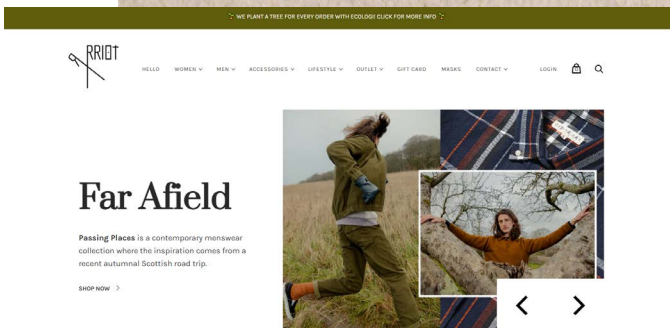 WE PLANT A TREE FOR EVERY ORDER WITH ECOLOGI! CLICK FOR MORE INFO
RRIOT
HELLO WOMEN MEN ACCESSORIES LIFESTYLE OUTLET GIFT CARD MASKS CONTACT LOGIN
Far Afield
Passing Places is a contemporary menswear
collection where the inspiration comes from a
recent autumnal Scottish road trip.
SHOP NOW